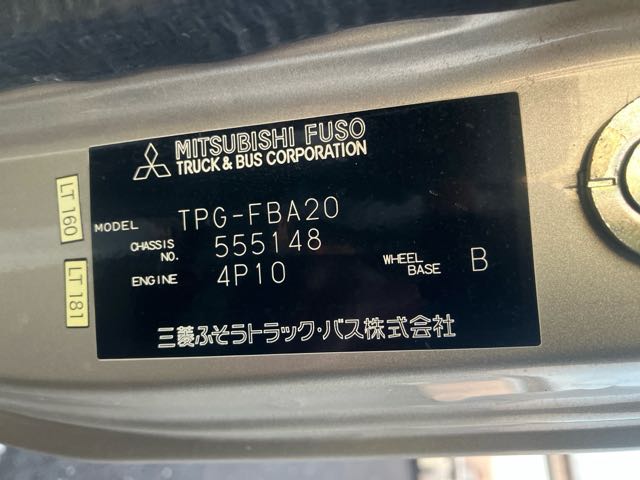 MITSUBISHI FUSO
TRUCK & BUS CORPORATION
MODEL TPG-FBA20
CHASSIS NO. 555148
ENGINE 4P10 WHEEL BASE B
三菱ふそうトラック・バス株式会社
LT 160
LT 181